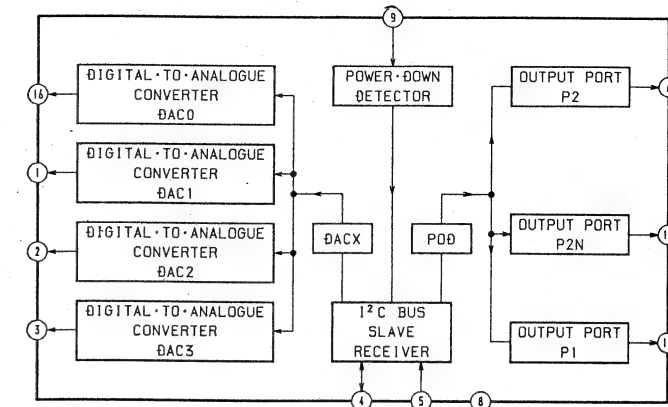 9
DIGITAL·TO·ANALOGUE
CONVERTER
DAC0
16
POWER·DOWN
DETECTOR
OUTPUT PORT
P2
DIGITAL·TO·ANALOGUE
CONVERTER
DAC1
1
DIGITAL·TO·ANALOGUE
CONVERTER
DAC2
2
DACX
POD
OUTPUT PORT
P2N
DIGITAL·TO·ANALOGUE
CONVERTER
DAC3
3
I²C BUS
SLAVE
RECEIVER
OUTPUT PORT
P1
4
5
8